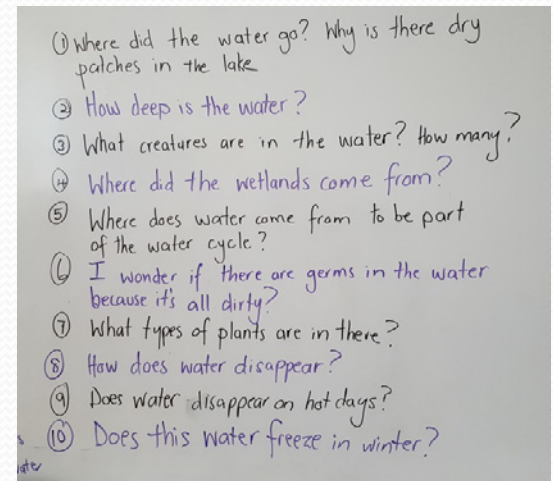 ① Where did the water go? Why is there dry
patches in the lake
② How deep is the water?
③ What creatures are in the water? How many?
④ Where did the wetlands come from?
⑤ Where does water come from to be part
of the water cycle?
⑥ I wonder if there are germs in the water
because it's all dirty?
⑦ What types of plants are in there?
⑧ How does water disappear?
⑨ Does water disappear on hot days?
⑩ Does this water freeze in winter?